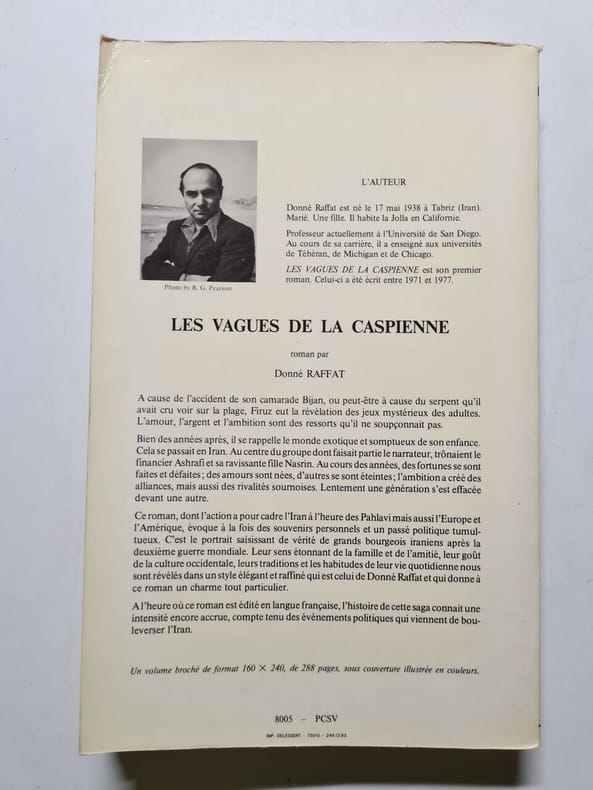 L'AUTEUR
Donné Raffat est né le 17 mai 1938 à Tabriz (Iran).
Marié. Une fille. Il habite la Jolla en Californie.
Professeur actuellement à l'Université de San Diego.
Au cours de sa carrière, il a enseigné aux universités
de Téhéran, de Michigan et de Chicago.
LES VAGUES DE LA CASPIENNE est son premier
roman. Celui-ci a été écrit entre 1971 et 1977.
Photo by R. G. Pearson
LES VAGUES DE LA CASPIENNE
roman par
Donné RAFFAT
A cause de l'accident de son camarade Bijan, ou peut-être à cause du serpent qu'il
avait cru voir sur la plage, Firuz eut la révélation des jeux mystérieux des adultes.
L'amour, l'argent et l'ambition sont des ressorts qu'il ne soupçonnait pas.
Bien des années après, il se rappelle le monde exotique et somptueux de son enfance.
Cela se passait en Iran. Au centre du groupe dont faisait partie le narrateur, trônaient le
financier Ashrafi et sa ravissante fille Nasrin. Au cours des années, des fortunes se sont
faites et défaites ; des amours sont nées, d'autres se sont éteintes ; l'ambition a créé des
alliances, mais aussi des rivalités sournoises. Lentement une génération s'est effacée
devant une autre.
Ce roman, dont l'action a pour cadre l'Iran à l'heure des Pahlavi mais aussi l'Europe et
l'Amérique, évoque à la fois des souvenirs personnels et un passé politique tumul-
tueux. C'est le portrait saisissant de vérité de grands bourgeois iraniens après la
deuxième guerre mondiale. Leur sens étonnant de la famille et de l'amitié, leur goût
de la culture occidentale, leurs traditions et les habitudes de leur vie quotidienne nous
sont révélés dans un style élégant et raffiné qui est celui de Donné Raffat et qui donne à
ce roman un charme tout particulier.
A l'heure où ce roman est édité en langue française, l'histoire de cette saga connait une
intensité encore accrue, compte tenu des événements politiques qui viennent de bou-
leverser l'Iran.
Un volume broché de format 160 × 240, de 288 pages, sous couverture illustrée en couleurs.
8005 - PCSV
IMP. DELESSERT - 75010 - 249.12.93